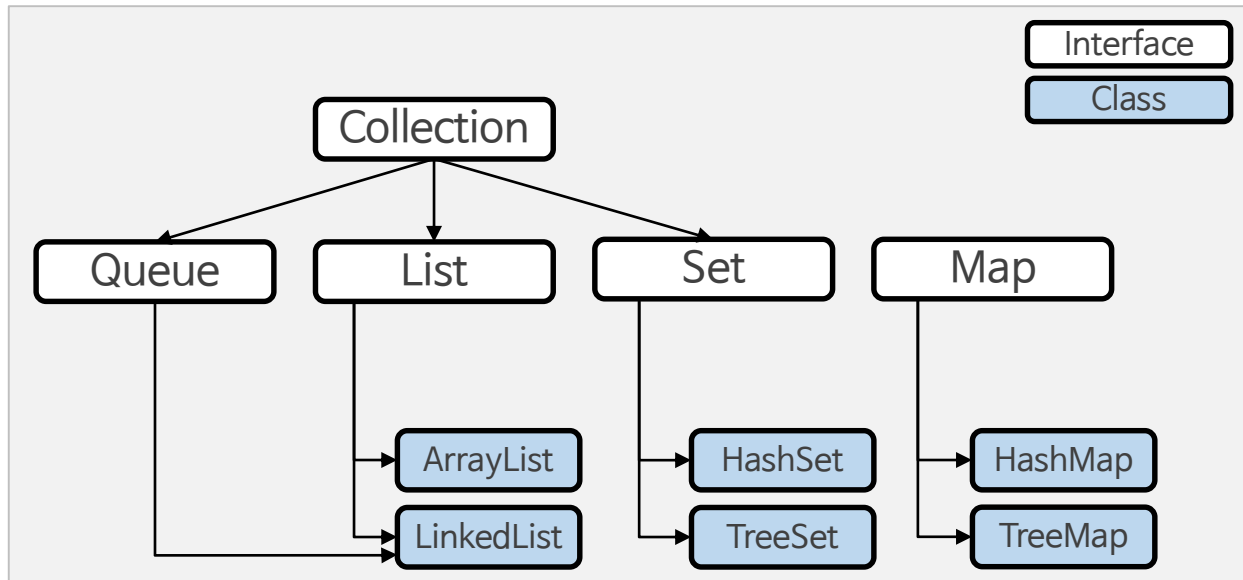 Interface
Class
Collection
Queue
List
Set
Map
ArrayList
HashSet
HashMap
LinkedList
TreeSet
TreeMap